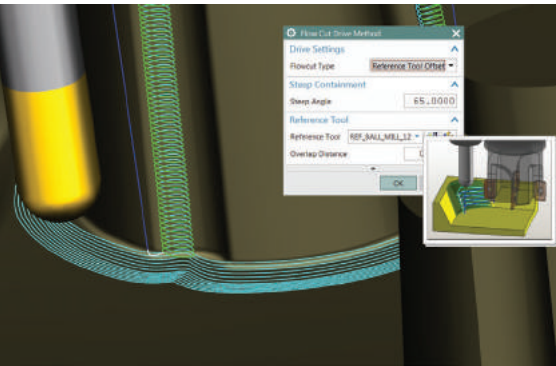 Flow Cut Drive Method
Drive Settings
Flowcut Type Reference Tool Offset
Steep Containment
Steep Angle 65.0000
Reference Tool
Reference Tool REF_BALL_MILL_12
Overlap Distance
OK